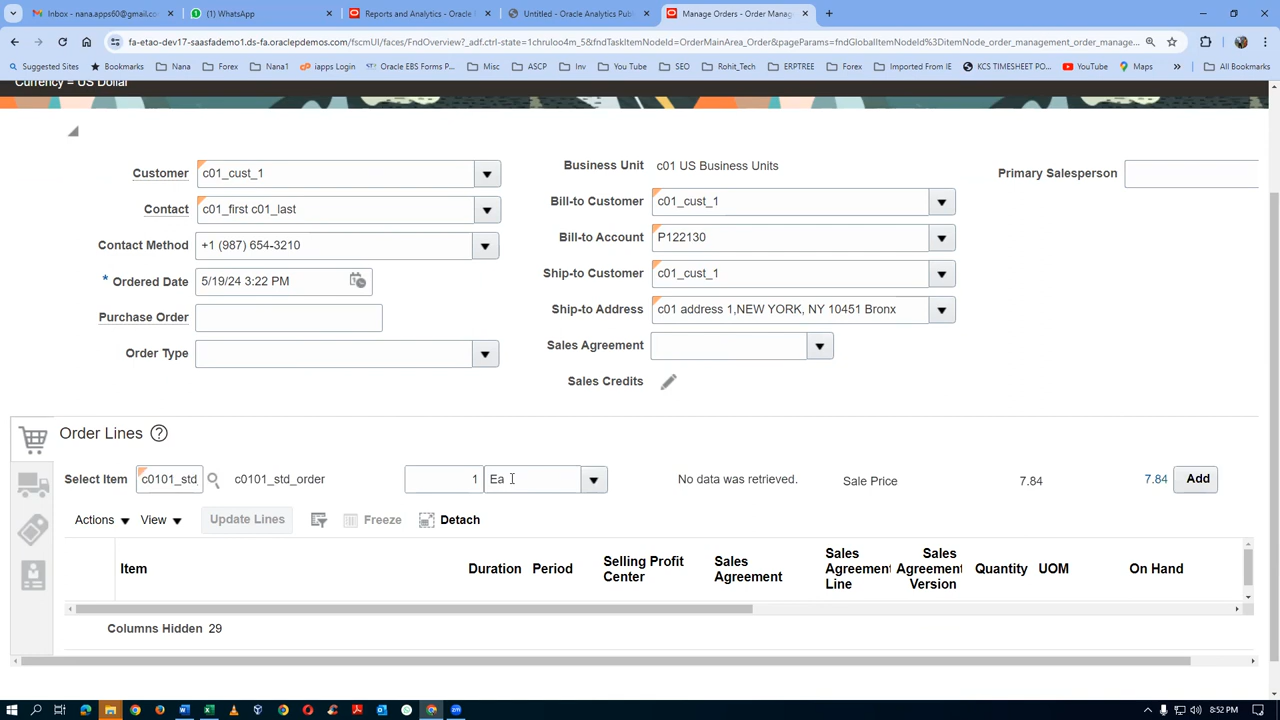 Inbox - nana.apps60@gmail.co
(1) WhatsApp
Reports and Analytics - Oracle
Untitled - Oracle Analytics Pub
Manage Orders - Order Manag
fa-etao-dev17-saasfademo1.ds-fa.oraclepdemos.com/fscmUI/faces/FndOverview?_adf.ctrl-state=1chruloo4m_5&fndTaskItemNodeId=OrderMainArea_Order&pageParams=fndGlobalItemNodeId%3DitemNode_order_management_order_manage...
Suggested Sites Bookmarks Nana Forex Nana1 iapps Login Oracle EBS Forms P... Misc ASCP Inv You Tube SEO Rohit_Tech ERPTREE Forex Imported From IE KCS TIMESHEET PO... YouTube Maps » All Bookmarks
Currency = US Dollar
Customer c01_cust_1
Contact c01_first c01_last
Contact Method +1 (987) 654-3210
* Ordered Date 5/19/24 3:22 PM
Purchase Order
Order Type
Business Unit c01 US Business Units
Bill-to Customer c01_cust_1
Bill-to Account P122130
Ship-to Customer c01_cust_1
Ship-to Address c01 address 1,NEW YORK, NY 10451 Bronx
Sales Agreement
Sales Credits
Primary Salesperson
Order Lines ?
Select Item c0101_std c0101_std_order 1 Ea No data was retrieved. Sale Price 7.84 7.84 Add
Actions View Update Lines Freeze Detach
Item
Duration
Period
Selling Profit
Center
Sales
Agreement
Sales
Agreement
Line
Sales
Agreement
Version
Quantity
UOM
On Hand
Columns Hidden 29
8:52 PM